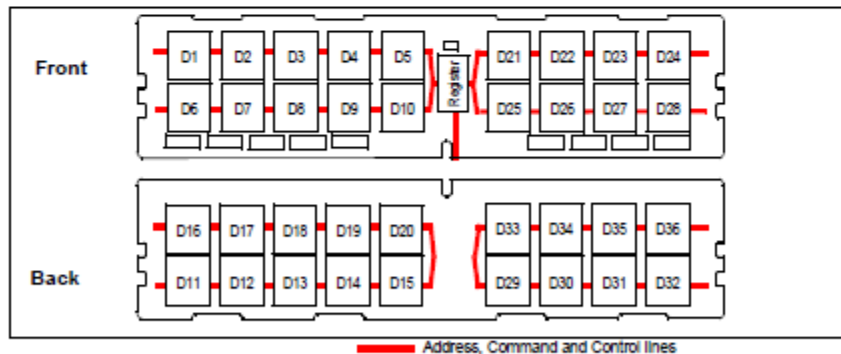 Front
D1 D2 D3 D4 D5 D21 D22 D23 D24
Register
D6 D7 D8 D9 D10 D25 D26 D27 D28
Back
D16 D17 D18 D19 D20 D33 D34 D35 D36
D11 D12 D13 D14 D15 D29 D30 D31 D32
Address, Command and Control lines